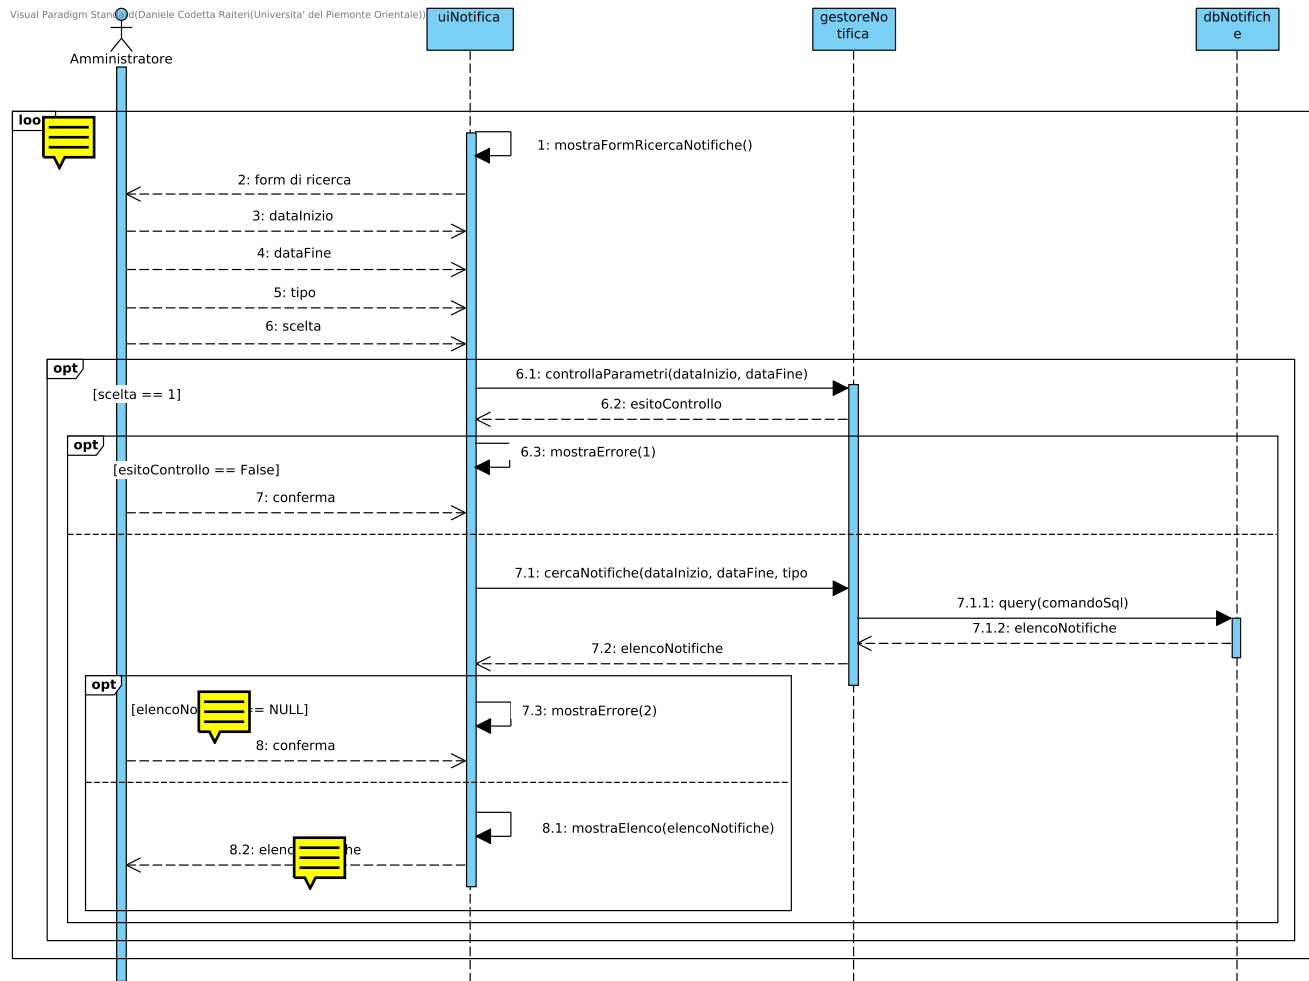 Visual Paradigm Standard(Daniele Codetta Raiteri(Universita' del Piemonte Orientale))
uiNotifica
gestoreNo
tifica
dbNotifich
e
Amministratore
1: mostraFormRicercaNotifiche()
2: form di ricerca
3: dataInizio
4: dataFine
5: tipo
6: scelta
opt
[scelta == 1]
6.1: controllaParametri(dataInizio, dataFine)
6.2: esitoControllo
opt
[esitoControllo == False]
6.3: mostraErrore(1)
7: conferma
7.1: cercaNotifiche(dataInizio, dataFine, tipo
7.1.1: query(comandoSql)
7.1.2: elencoNotifiche
7.2: elencoNotifiche
opt
== NULL]
7.3: mostraErrore(2)
8: conferma
8.1: mostraElenco(elencoNotifiche)
8.2: